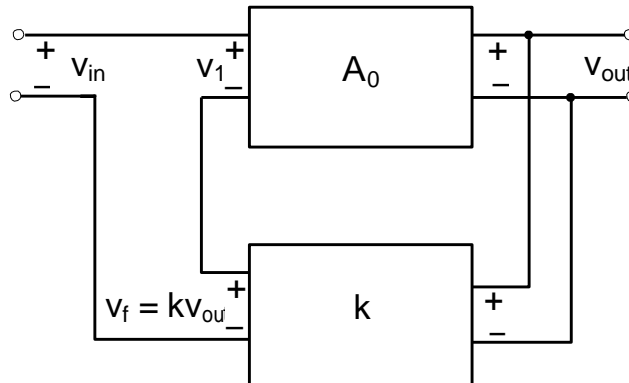 + + +
v_in v_1 A_0 v_out
− − −
+ +
v_f = kv_out k
− −